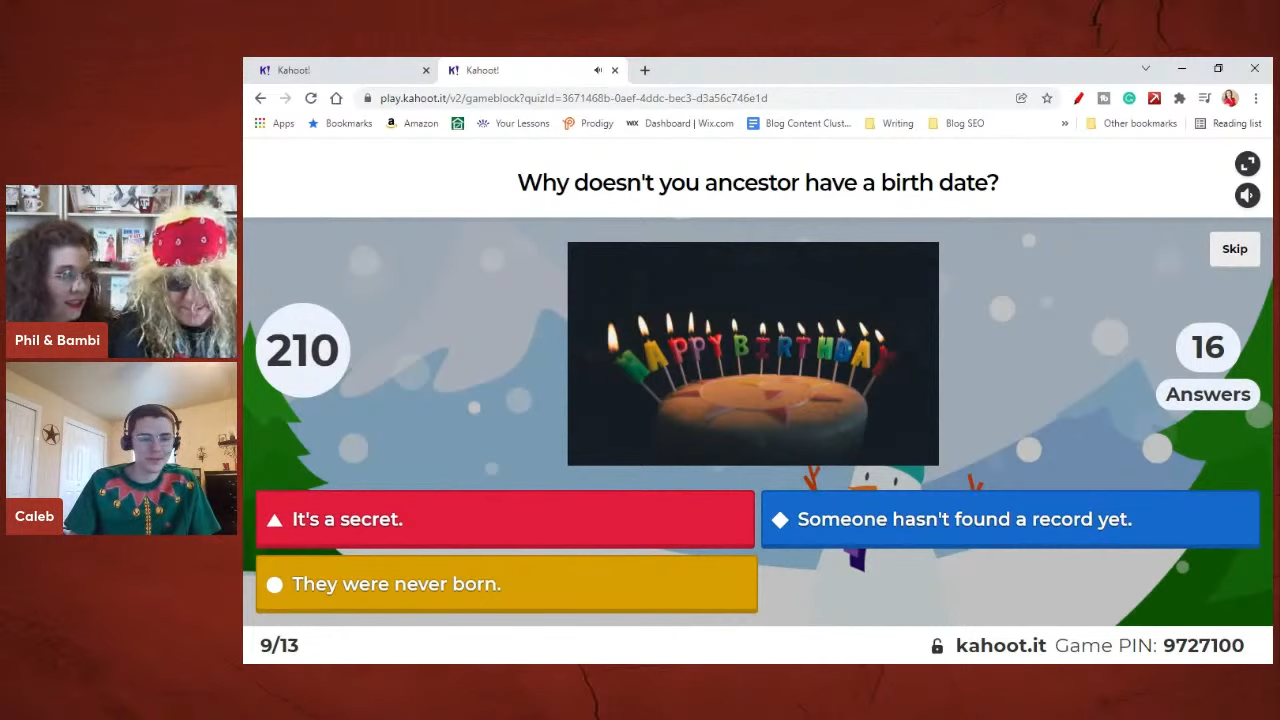 K! Kahoot!
K! Kahoot!
play.kahoot.it/v2/gameblock?quizId=3671468b-0aef-4ddc-bec3-d3a56c746e1d
Apps
Bookmarks
Amazon
Your Lessons
Prodigy
WIX Dashboard | Wix.com
Blog Content Clust...
Writing
Blog SEO
»
Other bookmarks
Reading list
Why doesn't you ancestor have a birth date?
Skip
210
HAPPY BIRTHDAY
16
Answers
Phil & Bambi
Caleb
It's a secret.
Someone hasn't found a record yet.
They were never born.
9/13
kahoot.it Game PIN: 9727100